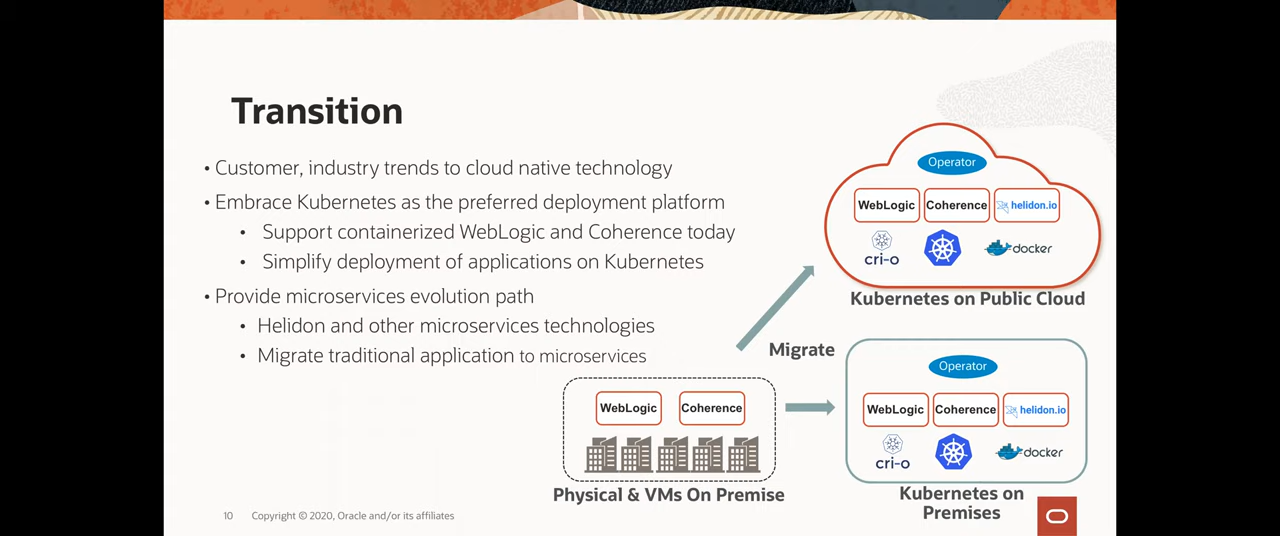 Transition
• Customer, industry trends to cloud native technology
• Embrace Kubernetes as the preferred deployment platform
• Support containerized WebLogic and Coherence today
• Simplify deployment of applications on Kubernetes
• Provide microservices evolution path
• Helidon and other microservices technologies
• Migrate traditional application to microservices
Operator
WebLogic Coherence helidon.io
cri-o docker
Kubernetes on Public Cloud
Migrate
WebLogic Coherence
Physical & VMs On Premise
Operator
WebLogic Coherence helidon.io
cri-o docker
Kubernetes on
Premises
10 Copyright © 2020, Oracle and/or its affiliates